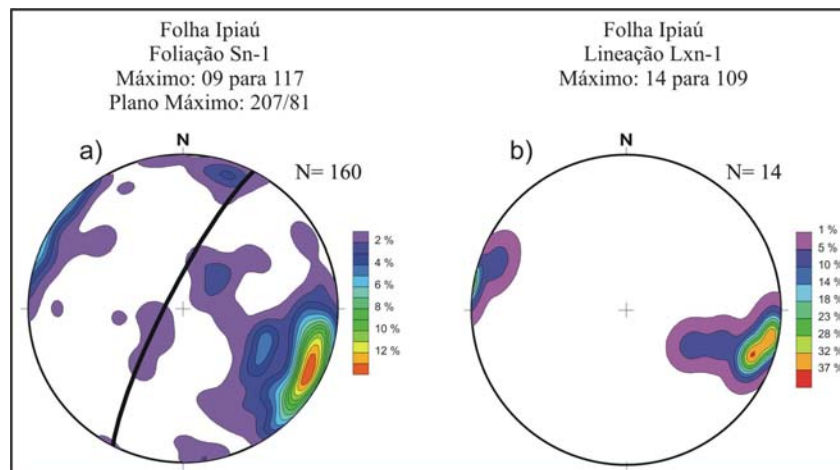 Folha Ipiaú
Foliação Sn-1
Máximo: 09 para 117
Plano Máximo: 207/81
a)
N
N= 160
2 %
4 %
6 %
8 %
10 %
12 %
Folha Ipiaú
Lineação Lxn-1
Máximo: 14 para 109
b)
N
N= 14
1 %
5 %
10 %
14 %
18 %
23 %
28 %
32 %
37 %